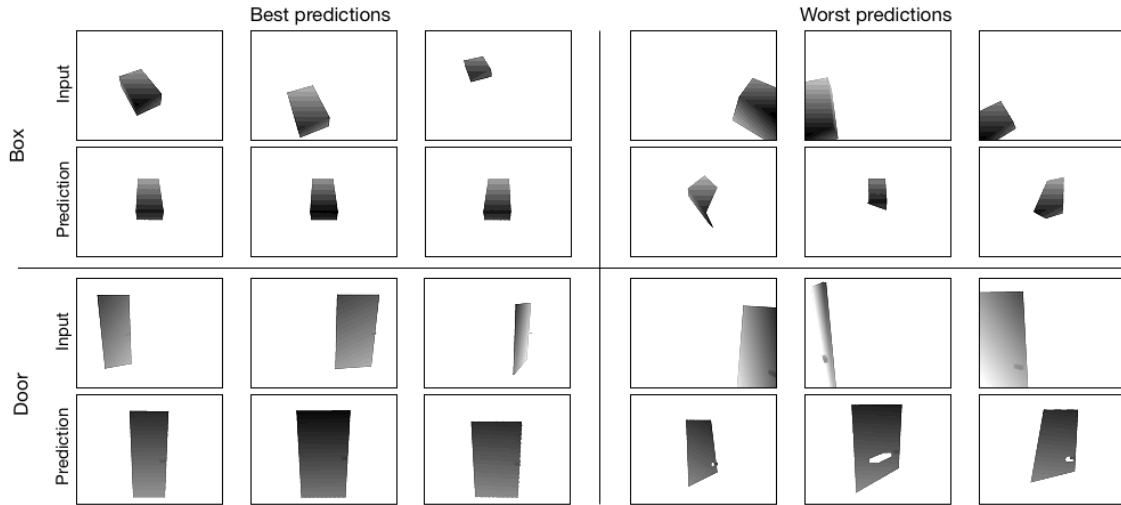 Best predictions
Worst predictions
Box
Input
Prediction
Door
Input
Prediction